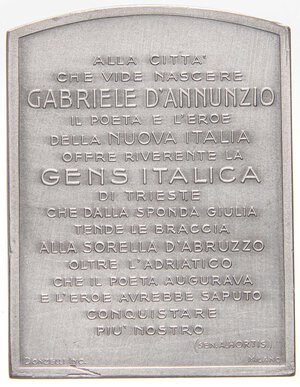 ALLA CITTA'
CHE VIDE NASCERE
GABRIELE D'ANNUNZIO
IL POETA E L'EROE
DELLA NUOVA ITALIA
OFFRE RIVERENTE LA
GENS ITALICA
DI TRIESTE
CHE DALLA SPONDA GIULIA
TENDE LE BRACCIA
ALLA SORELLA D'ABRUZZO
OLTRE L'ADRIATICO
CHE IL POETA AUGURAVA
E L'EROE AVREBBE SAPUTO
CONQUISTARE
PIU' NOSTRO
(SEN.A.HORTIS)
DONZELLI INC. MILANO